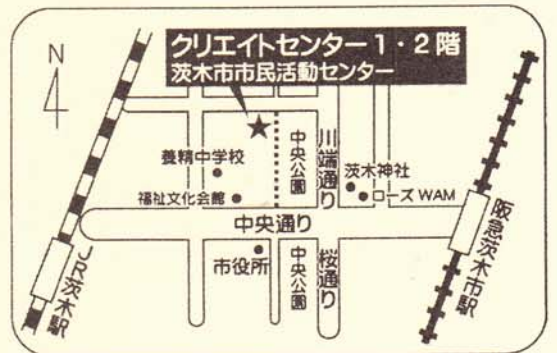 N
クリエイトセンター1・2階
茨木市市民活動センター
養精中学校
福祉文化会館
中央公園
川端通り
茨木神社
ローズWAM
中央通り
市役所
中央公園
桜通り
JR茨木駅
阪急茨木市駅